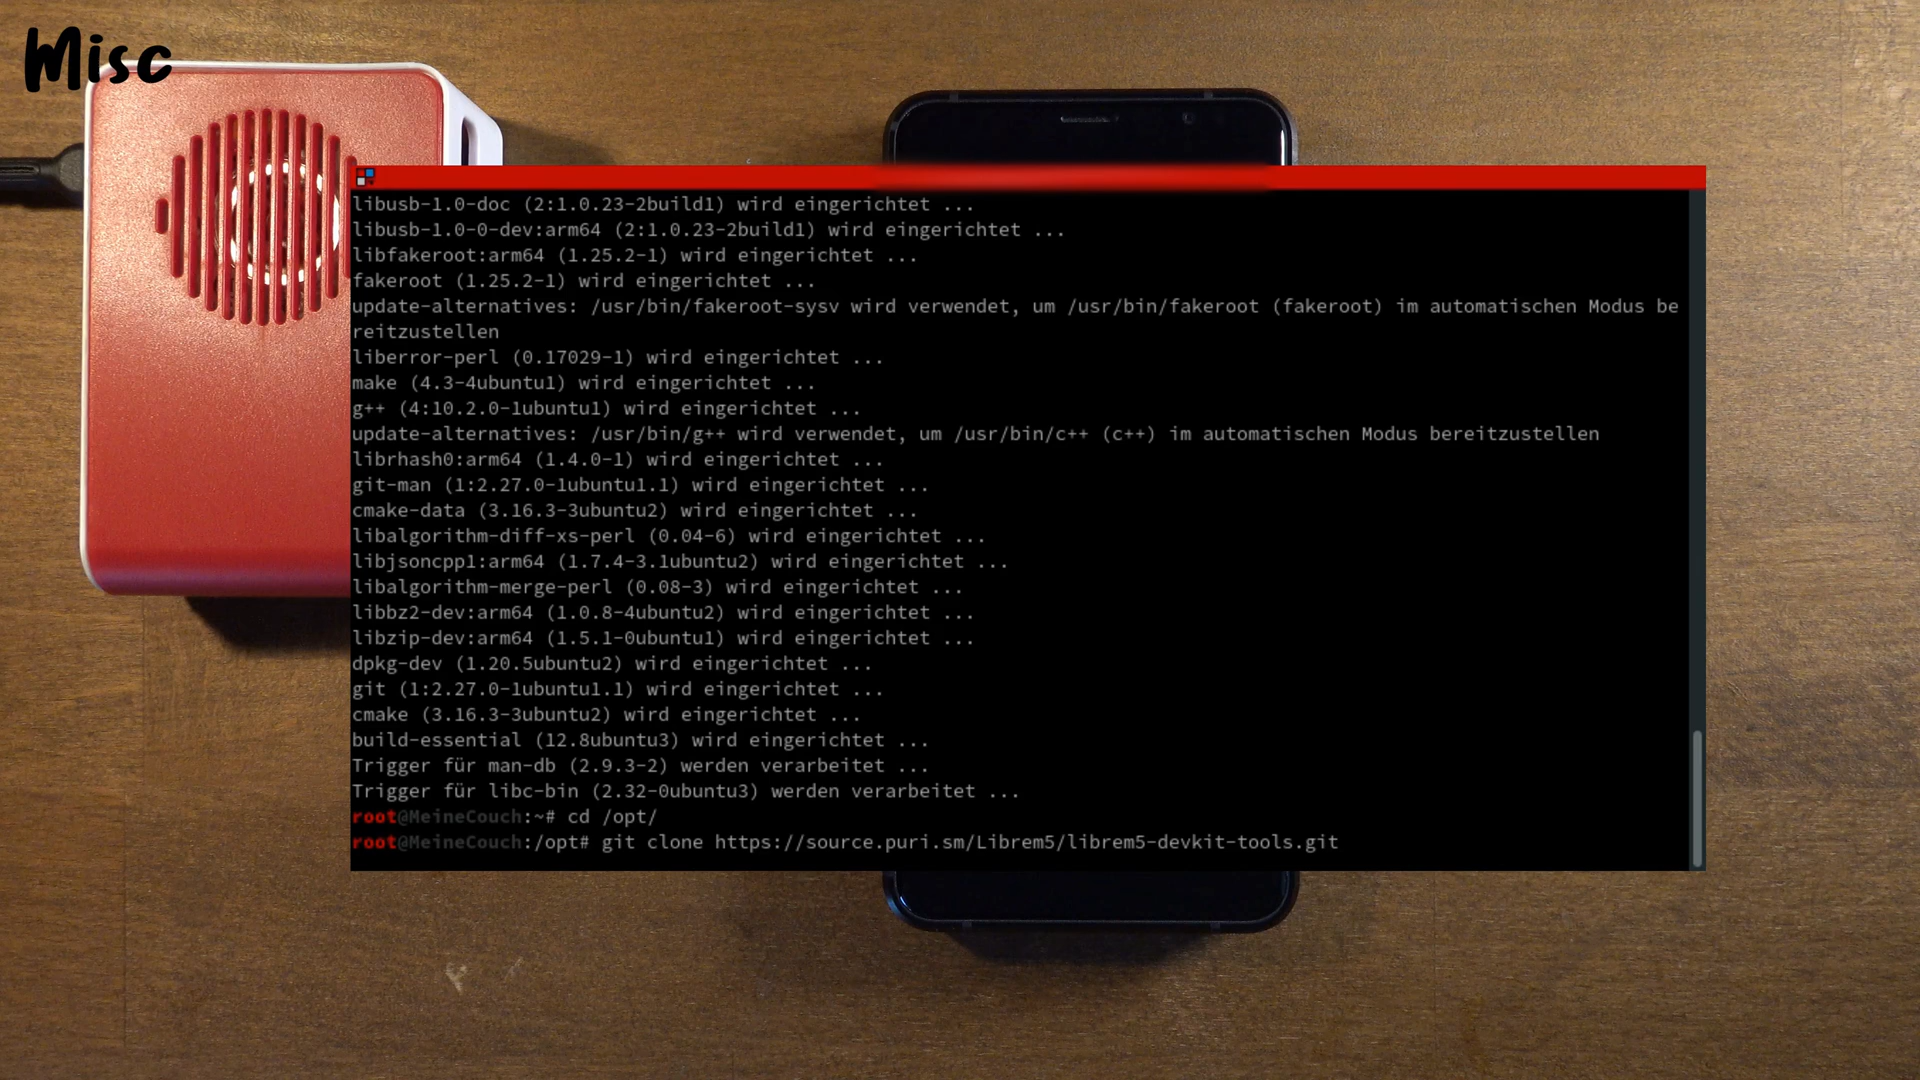 Misc
libusb-1.0-doc (2:1.0.23-2build1) wird eingerichtet ...
libusb-1.0-0-dev:arm64 (2:1.0.23-2build1) wird eingerichtet ...
libfakeroot:arm64 (1.25.2-1) wird eingerichtet ...
fakeroot (1.25.2-1) wird eingerichtet ...
update-alternatives: /usr/bin/fakeroot-sysv wird verwendet, um /usr/bin/fakeroot (fakeroot) im automatischen Modus be
reitzustellen
liberror-perl (0.17029-1) wird eingerichtet ...
make (4.3-4ubuntu1) wird eingerichtet ...
g++ (4:10.2.0-1ubuntu1) wird eingerichtet ...
update-alternatives: /usr/bin/g++ wird verwendet, um /usr/bin/c++ (c++) im automatischen Modus bereitzustellen
librhash0:arm64 (1.4.0-1) wird eingerichtet ...
git-man (1:2.27.0-1ubuntu1.1) wird eingerichtet ...
cmake-data (3.16.3-3ubuntu2) wird eingerichtet ...
libalgorithm-diff-xs-perl (0.04-6) wird eingerichtet ...
libjsoncpp1:arm64 (1.7.4-3.1ubuntu2) wird eingerichtet ...
libalgorithm-merge-perl (0.08-3) wird eingerichtet ...
libbz2-dev:arm64 (1.0.8-4ubuntu2) wird eingerichtet ...
libzip-dev:arm64 (1.5.1-0ubuntu1) wird eingerichtet ...
dpkg-dev (1.20.5ubuntu2) wird eingerichtet ...
git (1:2.27.0-1ubuntu1.1) wird eingerichtet ...
cmake (3.16.3-3ubuntu2) wird eingerichtet ...
build-essential (12.8ubuntu3) wird eingerichtet ...
Trigger für man-db (2.9.3-2) werden verarbeitet ...
Trigger für libc-bin (2.32-0ubuntu3) werden verarbeitet ...
root@MeineCouch:~# cd /opt/
root@MeineCouch:/opt# git clone https://source.puri.sm/Librem5/librem5-devkit-tools.git